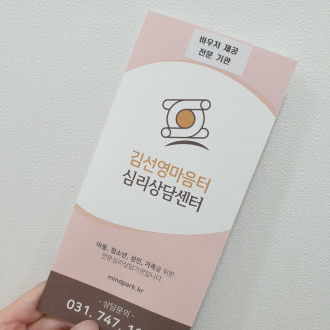 바우처 제공
전문 기관
김선영마음터
심리상담센터
아동, 청소년, 성인, 가족을 위한
전문심리상담기관입니다
mindpark.kr
- 상담문의 -
031. 747.